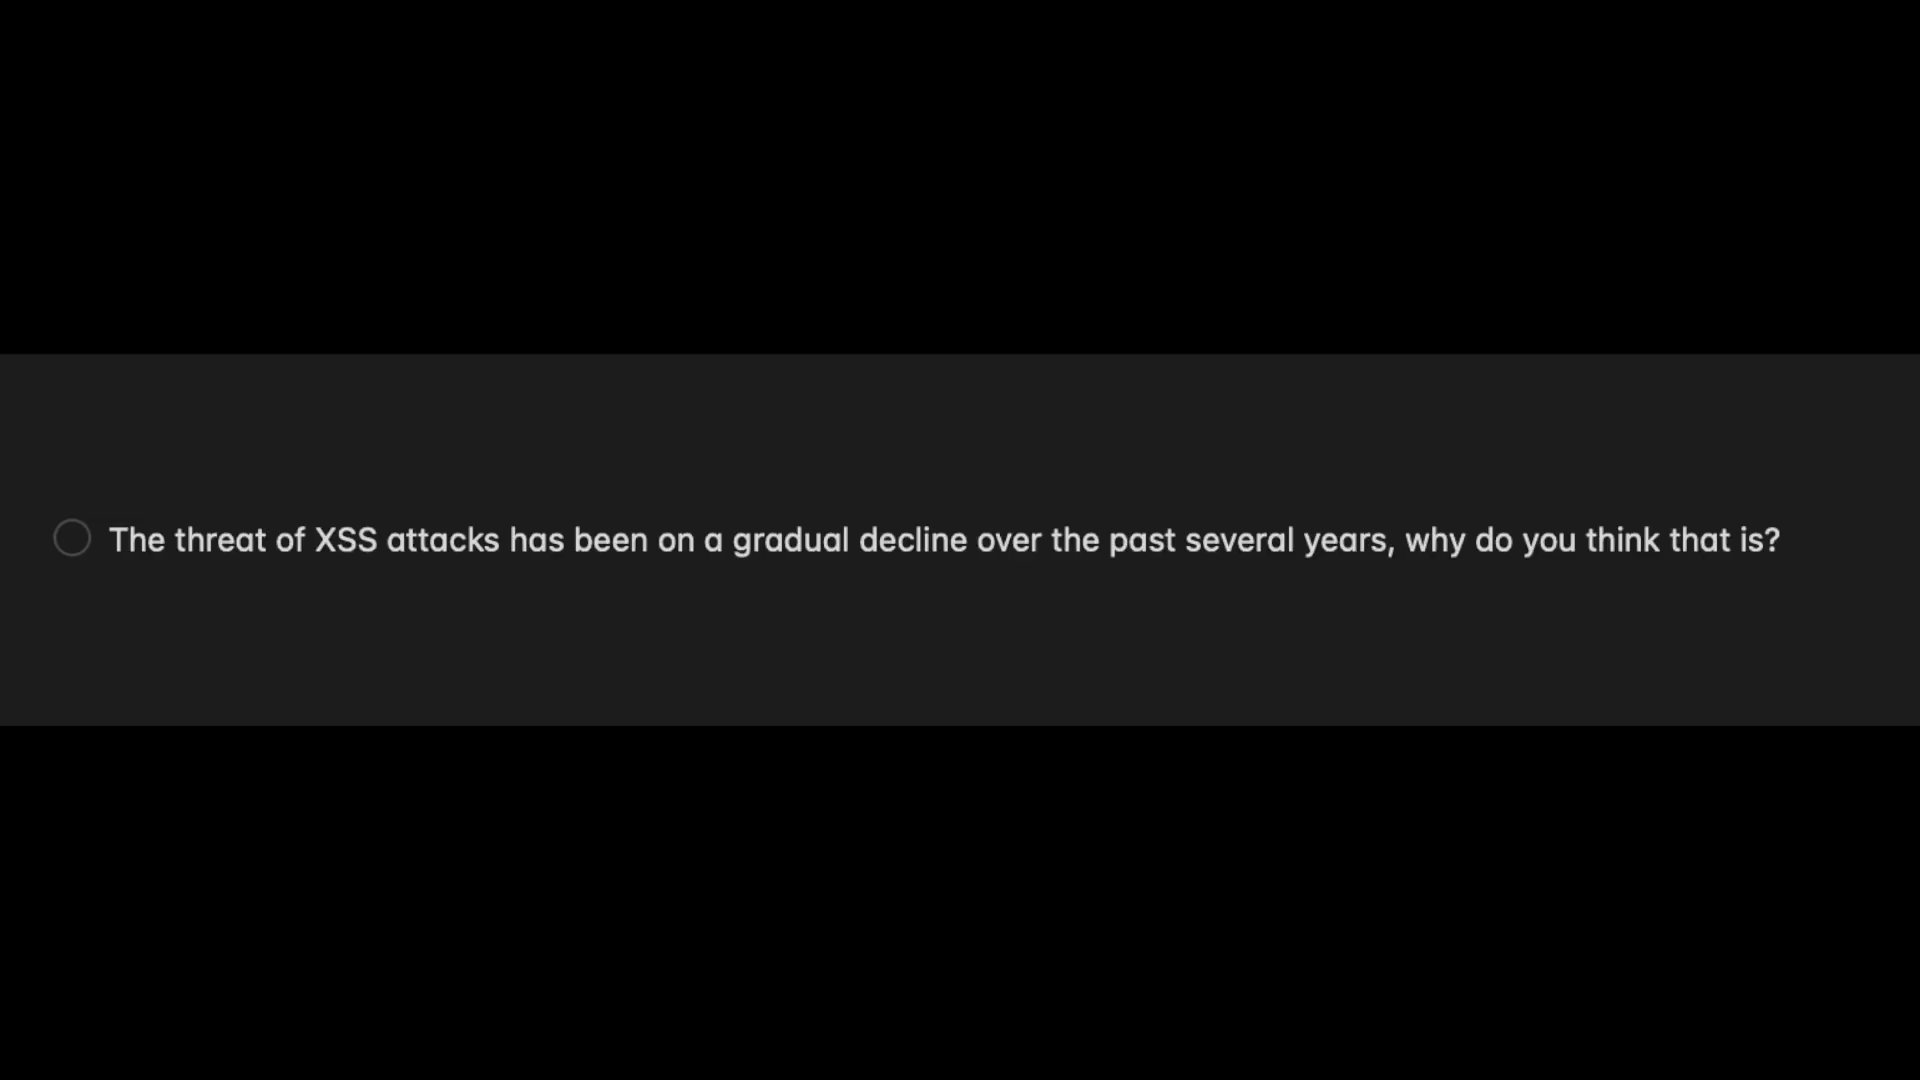 The threat of XSS attacks has been on a gradual decline over the past several years, why do you think that is?